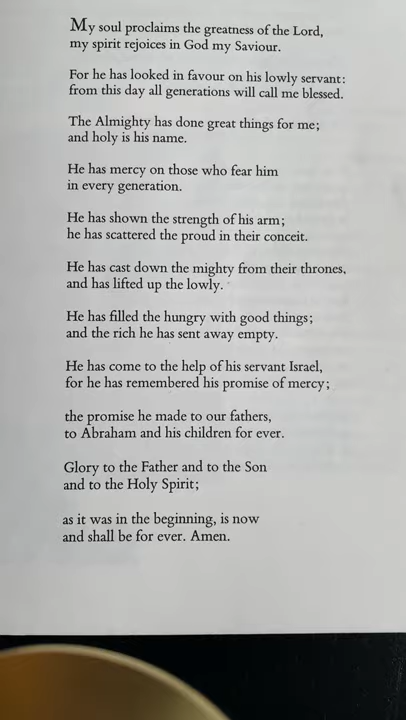 My soul proclaims the greatness of the Lord,
my spirit rejoices in God my Saviour.
For he has looked in favour on his lowly servant:
from this day all generations will call me blessed.
The Almighty has done great things for me;
and holy is his name.
He has mercy on those who fear him
in every generation.
He has shown the strength of his arm;
he has scattered the proud in their conceit.
He has cast down the mighty from their thrones,
and has lifted up the lowly.
He has filled the hungry with good things;
and the rich he has sent away empty.
He has come to the help of his servant Israel,
for he has remembered his promise of mercy;
the promise he made to our fathers,
to Abraham and his children for ever.
Glory to the Father and to the Son
and to the Holy Spirit;
as it was in the beginning, is now
and shall be for ever. Amen.